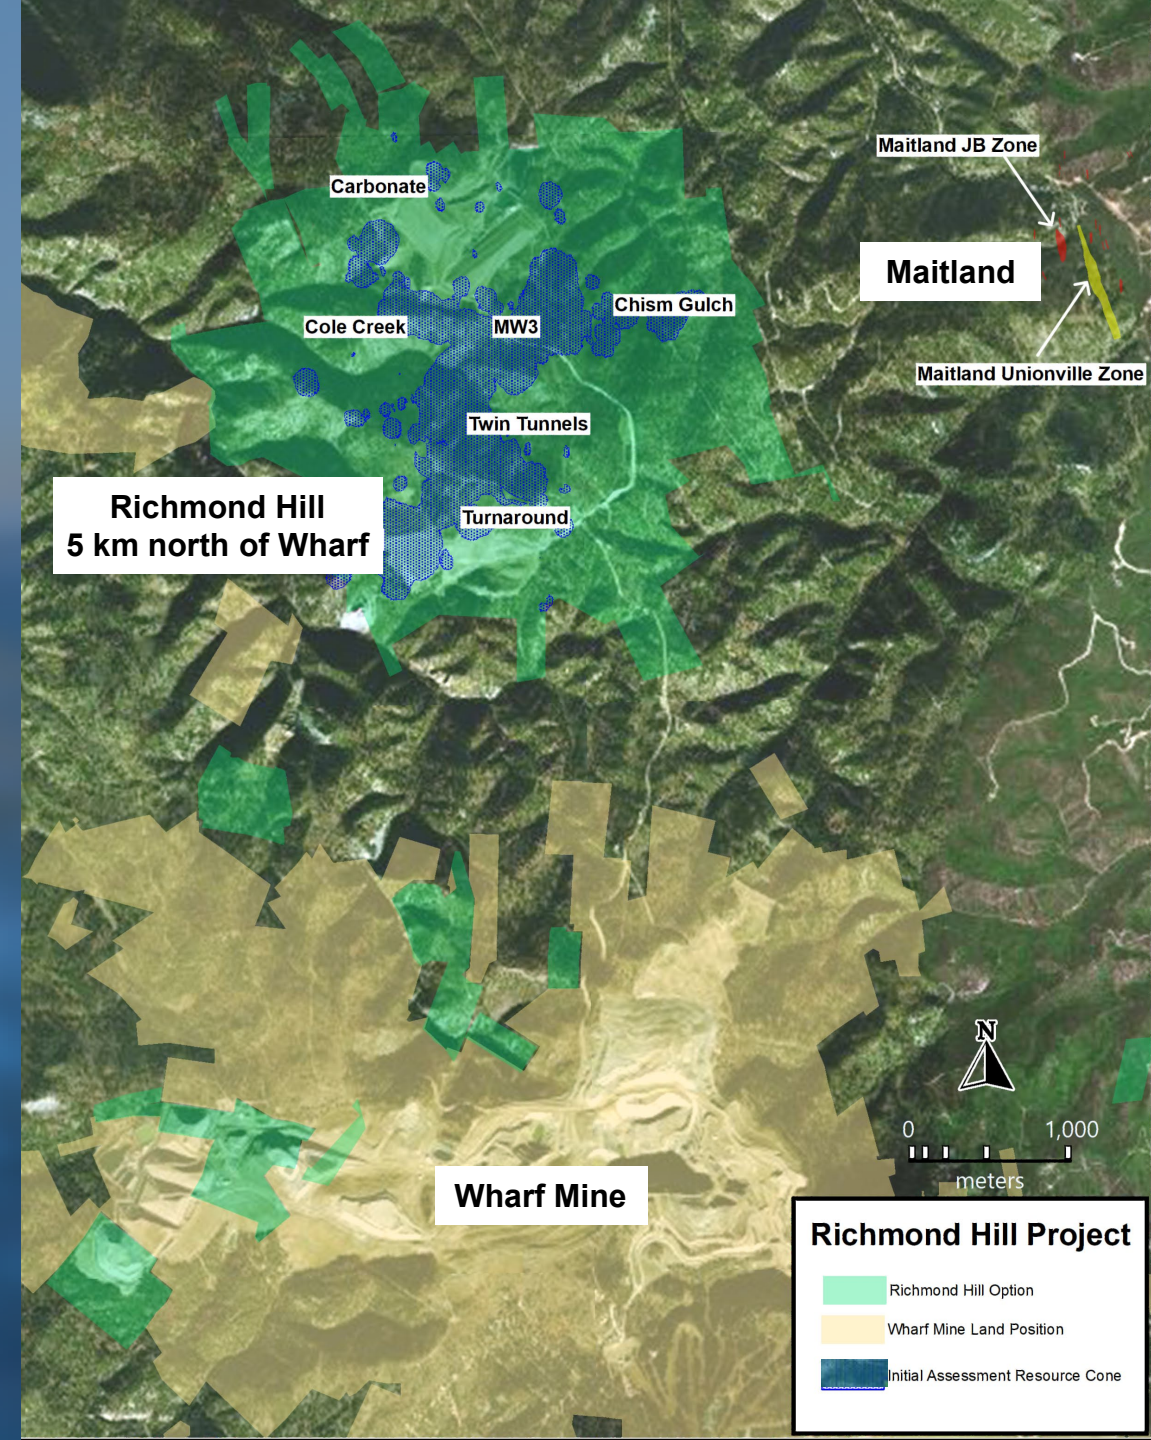 Maitland JB Zone
Carbonate
Maitland
Chism Gulch
Cole Creek
MW3
Maitland Unionville Zone
Twin Tunnels
Richmond Hill
5 km north of Wharf
Turnaround
N
0 1,000
meters
Wharf Mine
Richmond Hill Project
Richmond Hill Option
Wharf Mine Land Position
Initial Assessment Resource Cone